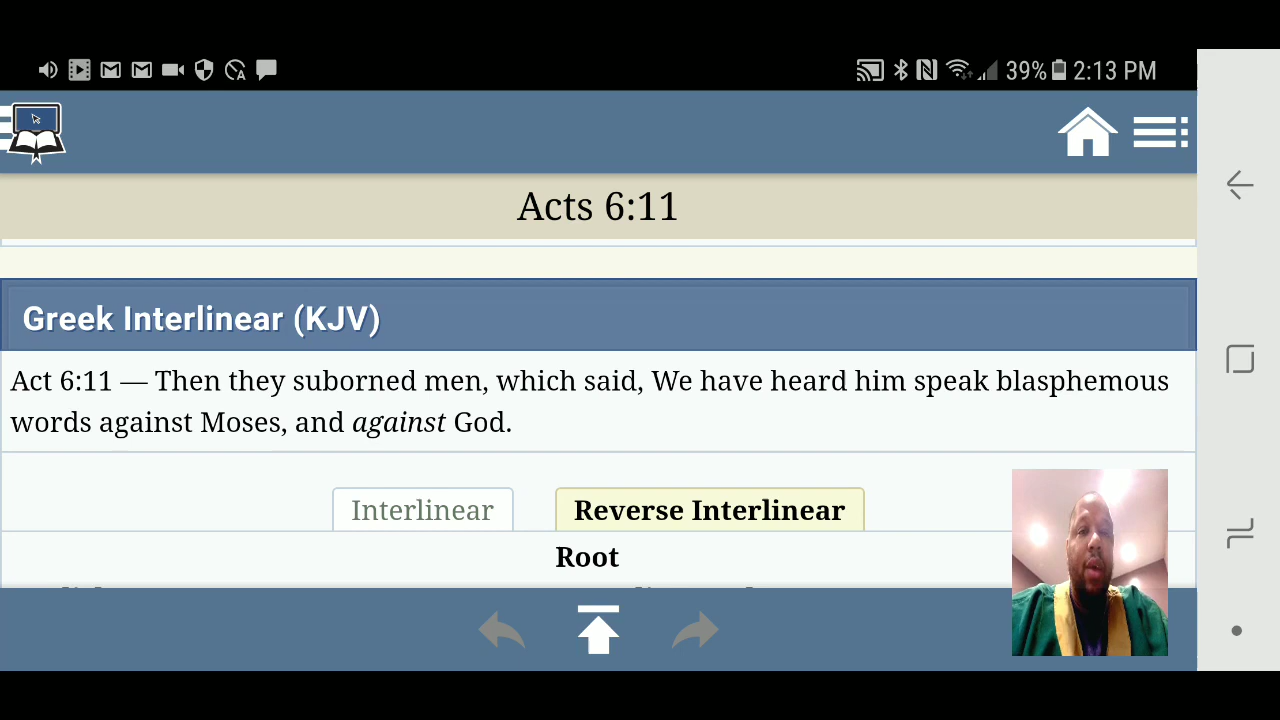 39% 2:13 PM
Acts 6:11
Greek Interlinear (KJV)
Act 6:11 — Then they suborned men, which said, We have heard him speak blasphemous
words against Moses, and against God.
Interlinear Reverse Interlinear
Root